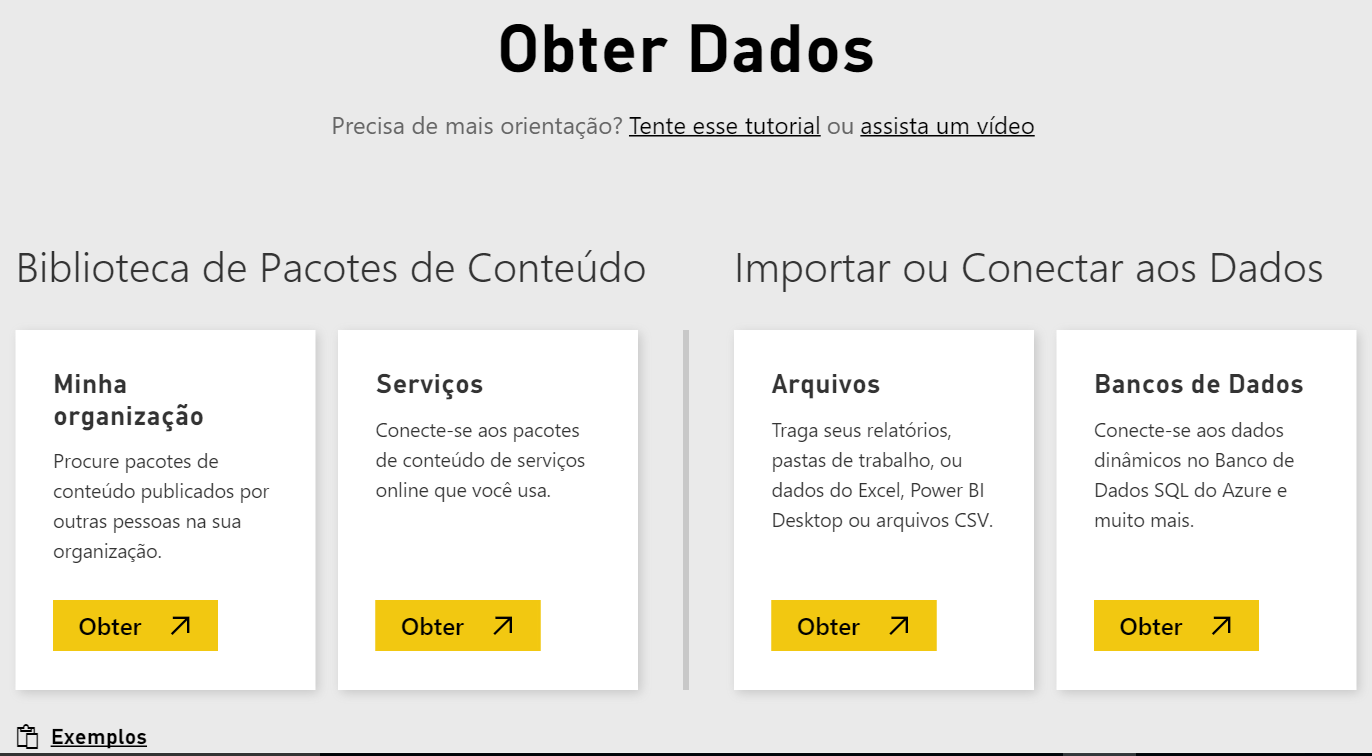 Obter Dados
Precisa de mais orientação? Tente esse tutorial ou assista um vídeo
Biblioteca de Pacotes de Conteúdo
Importar ou Conectar aos Dados
Minha
organização
Procure pacotes de
conteúdo publicados por
outras pessoas na sua
organização.
Obter
Serviços
Conecte-se aos pacotes
de conteúdo de serviços
online que você usa.
Obter
Arquivos
Traga seus relatórios,
pastas de trabalho, ou
dados do Excel, Power BI
Desktop ou arquivos CSV.
Obter
Bancos de Dados
Conecte-se aos dados
dinâmicos no Banco de
Dados SQL do Azure e
muito mais.
Obter
Exemplos